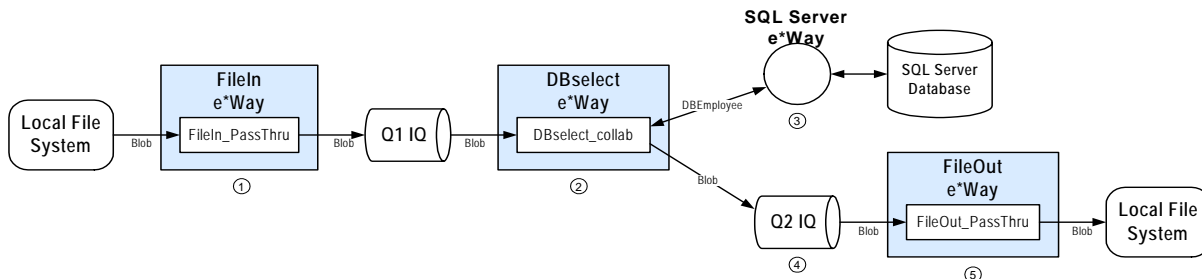 Local File
System
Blob
FileIn
e*Way
FileIn_PassThru
①
Blob
Q1 IQ
Blob
DBselect
e*Way
DBselect_collab
②
DBEmployee
SQL Server
e*Way
③
SQL Server
Database
Blob
Q2 IQ
④
Blob
FileOut
e*Way
FileOut_PassThru
⑤
Blob
Local File
System